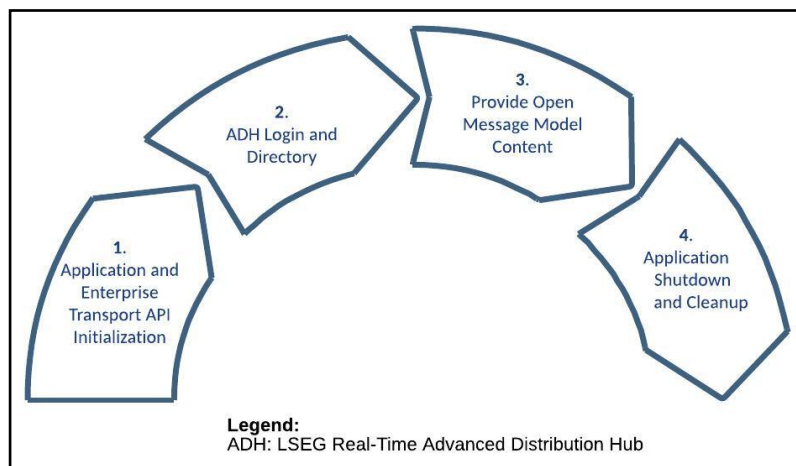 1.
Application and
Enterprise
Transport API
Initialization
2.
ADH Login and
Directory
3.
Provide Open
Message Model
Content
4.
Application
Shutdown
and Cleanup
Legend:
ADH: LSEG Real-Time Advanced Distribution Hub